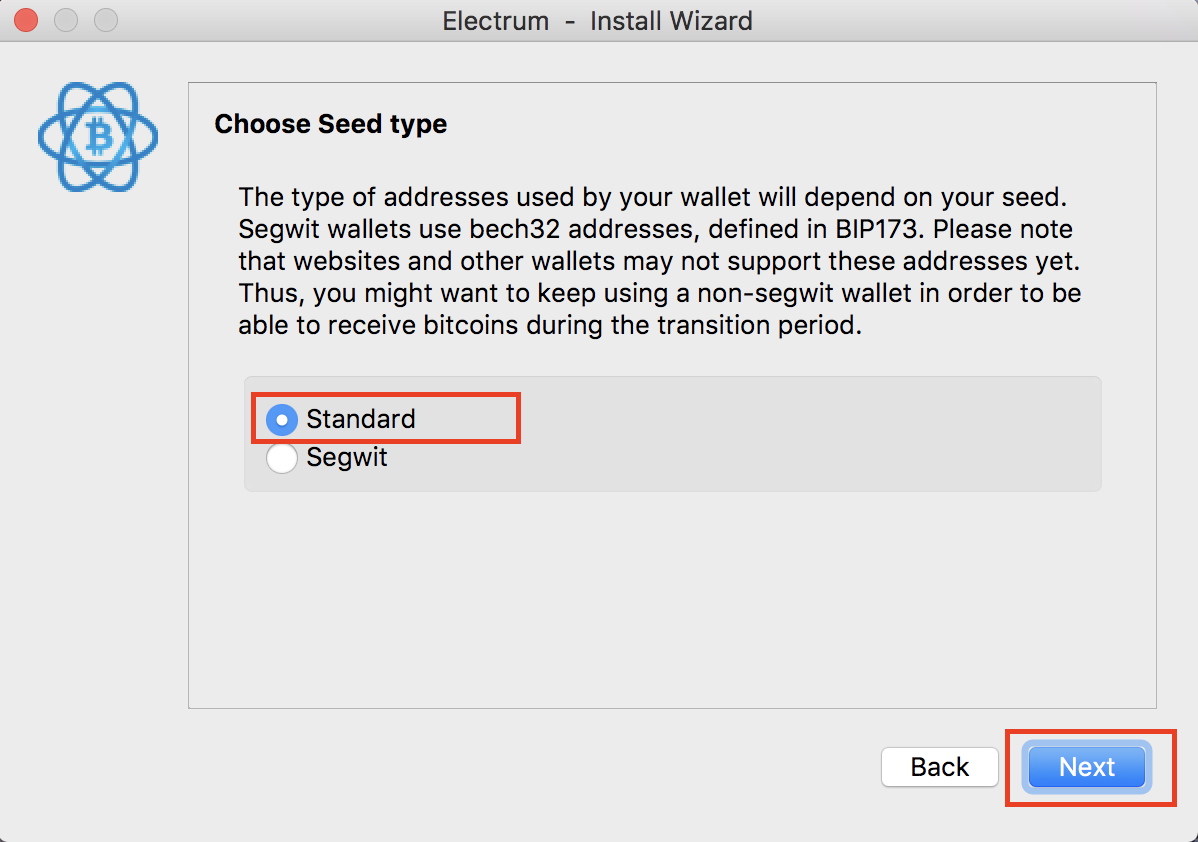 Electrum - Install Wizard
Choose Seed type
The type of addresses used by your wallet will depend on your seed.
Segwit wallets use bech32 addresses, defined in BIP173. Please note
that websites and other wallets may not support these addresses yet.
Thus, you might want to keep using a non-segwit wallet in order to be
able to receive bitcoins during the transition period.
Standard
Segwit
Back
Next